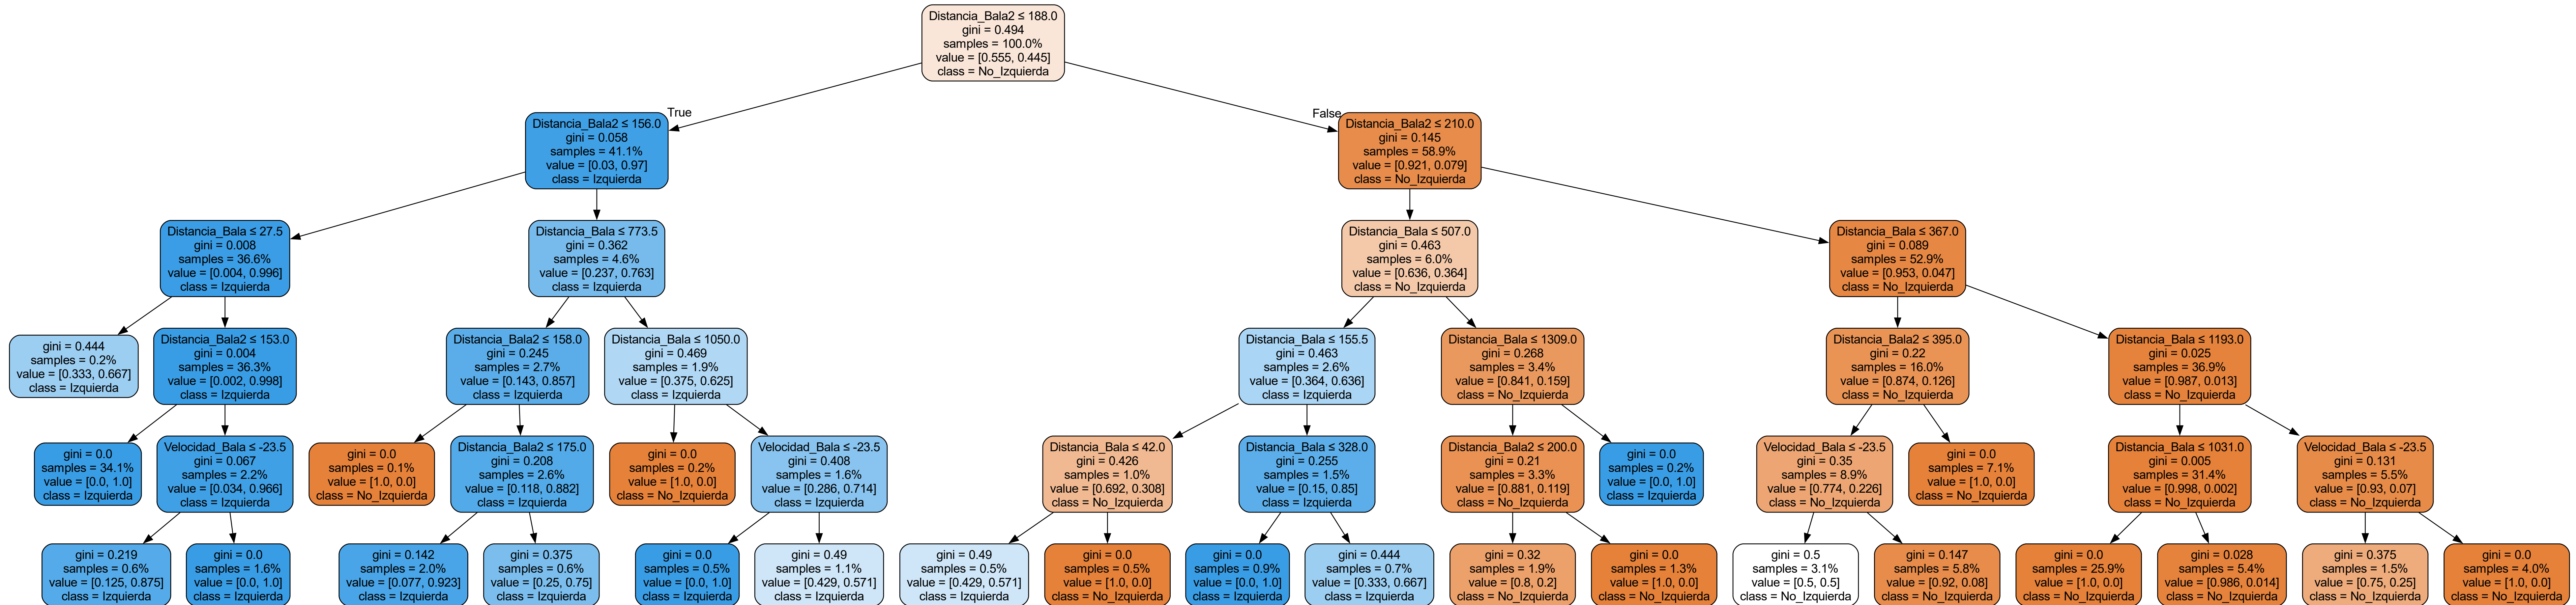 Distancia_Bala2 ≤ 188.0
gini = 0.494
samples = 100.0%
value = [0.555, 0.445]
class = No_Izquierda
True
False
Distancia_Bala2 ≤ 156.0
gini = 0.058
samples = 41.1%
value = [0.03, 0.97]
class = Izquierda
Distancia_Bala2 ≤ 210.0
gini = 0.145
samples = 58.9%
value = [0.921, 0.079]
class = No_Izquierda
Distancia_Bala ≤ 27.5
gini = 0.008
samples = 36.6%
value = [0.004, 0.996]
class = Izquierda
Distancia_Bala ≤ 773.5
gini = 0.362
samples = 4.6%
value = [0.237, 0.763]
class = Izquierda
Distancia_Bala ≤ 507.0
gini = 0.463
samples = 6.0%
value = [0.636, 0.364]
class = No_Izquierda
Distancia_Bala ≤ 367.0
gini = 0.089
samples = 52.9%
value = [0.953, 0.047]
class = No_Izquierda
gini = 0.444
samples = 0.2%
value = [0.333, 0.667]
class = Izquierda
Distancia_Bala2 ≤ 153.0
gini = 0.004
samples = 36.3%
value = [0.002, 0.998]
class = Izquierda
Distancia_Bala2 ≤ 158.0
gini = 0.245
samples = 2.7%
value = [0.143, 0.857]
class = Izquierda
Distancia_Bala ≤ 1050.0
gini = 0.469
samples = 1.9%
value = [0.375, 0.625]
class = Izquierda
Distancia_Bala ≤ 155.5
gini = 0.463
samples = 2.6%
value = [0.364, 0.636]
class = Izquierda
Distancia_Bala ≤ 1309.0
gini = 0.268
samples = 3.4%
value = [0.841, 0.159]
class = No_Izquierda
Distancia_Bala2 ≤ 395.0
gini = 0.22
samples = 16.0%
value = [0.874, 0.126]
class = No_Izquierda
Distancia_Bala ≤ 1193.0
gini = 0.025
samples = 36.9%
value = [0.987, 0.013]
class = No_Izquierda
gini = 0.0
samples = 34.1%
value = [0.0, 1.0]
class = Izquierda
Velocidad_Bala ≤ -23.5
gini = 0.067
samples = 2.2%
value = [0.034, 0.966]
class = Izquierda
gini = 0.0
samples = 0.1%
value = [1.0, 0.0]
class = No_Izquierda
Distancia_Bala2 ≤ 175.0
gini = 0.208
samples = 2.6%
value = [0.118, 0.882]
class = Izquierda
gini = 0.0
samples = 0.2%
value = [1.0, 0.0]
class = No_Izquierda
Velocidad_Bala ≤ -23.5
gini = 0.408
samples = 1.6%
value = [0.286, 0.714]
class = Izquierda
Distancia_Bala ≤ 42.0
gini = 0.426
samples = 1.0%
value = [0.692, 0.308]
class = No_Izquierda
Distancia_Bala ≤ 328.0
gini = 0.255
samples = 1.5%
value = [0.15, 0.85]
class = Izquierda
Distancia_Bala2 ≤ 200.0
gini = 0.21
samples = 3.3%
value = [0.881, 0.119]
class = No_Izquierda
gini = 0.0
samples = 0.2%
value = [0.0, 1.0]
class = Izquierda
Velocidad_Bala ≤ -23.5
gini = 0.35
samples = 8.9%
value = [0.774, 0.226]
class = No_Izquierda
gini = 0.0
samples = 7.1%
value = [1.0, 0.0]
class = No_Izquierda
Distancia_Bala ≤ 1031.0
gini = 0.005
samples = 31.4%
value = [0.998, 0.002]
class = No_Izquierda
Velocidad_Bala ≤ -23.5
gini = 0.131
samples = 5.5%
value = [0.93, 0.07]
class = No_Izquierda
gini = 0.219
samples = 0.6%
value = [0.125, 0.875]
class = Izquierda
gini = 0.0
samples = 1.6%
value = [0.0, 1.0]
class = Izquierda
gini = 0.142
samples = 2.0%
value = [0.077, 0.923]
class = Izquierda
gini = 0.375
samples = 0.6%
value = [0.25, 0.75]
class = Izquierda
gini = 0.0
samples = 0.5%
value = [0.0, 1.0]
class = Izquierda
gini = 0.49
samples = 1.1%
value = [0.429, 0.571]
class = Izquierda
gini = 0.49
samples = 0.5%
value = [0.429, 0.571]
class = Izquierda
gini = 0.0
samples = 0.5%
value = [1.0, 0.0]
class = No_Izquierda
gini = 0.0
samples = 0.9%
value = [0.0, 1.0]
class = Izquierda
gini = 0.444
samples = 0.7%
value = [0.333, 0.667]
class = Izquierda
gini = 0.32
samples = 1.9%
value = [0.8, 0.2]
class = No_Izquierda
gini = 0.0
samples = 1.3%
value = [1.0, 0.0]
class = No_Izquierda
gini = 0.5
samples = 3.1%
value = [0.5, 0.5]
class = No_Izquierda
gini = 0.147
samples = 5.8%
value = [0.92, 0.08]
class = No_Izquierda
gini = 0.0
samples = 25.9%
value = [1.0, 0.0]
class = No_Izquierda
gini = 0.028
samples = 5.4%
value = [0.986, 0.014]
class = No_Izquierda
gini = 0.375
samples = 1.5%
value = [0.75, 0.25]
class = No_Izquierda
gini = 0.0
samples = 4.0%
value = [1.0, 0.0]
class = No_Izquierda